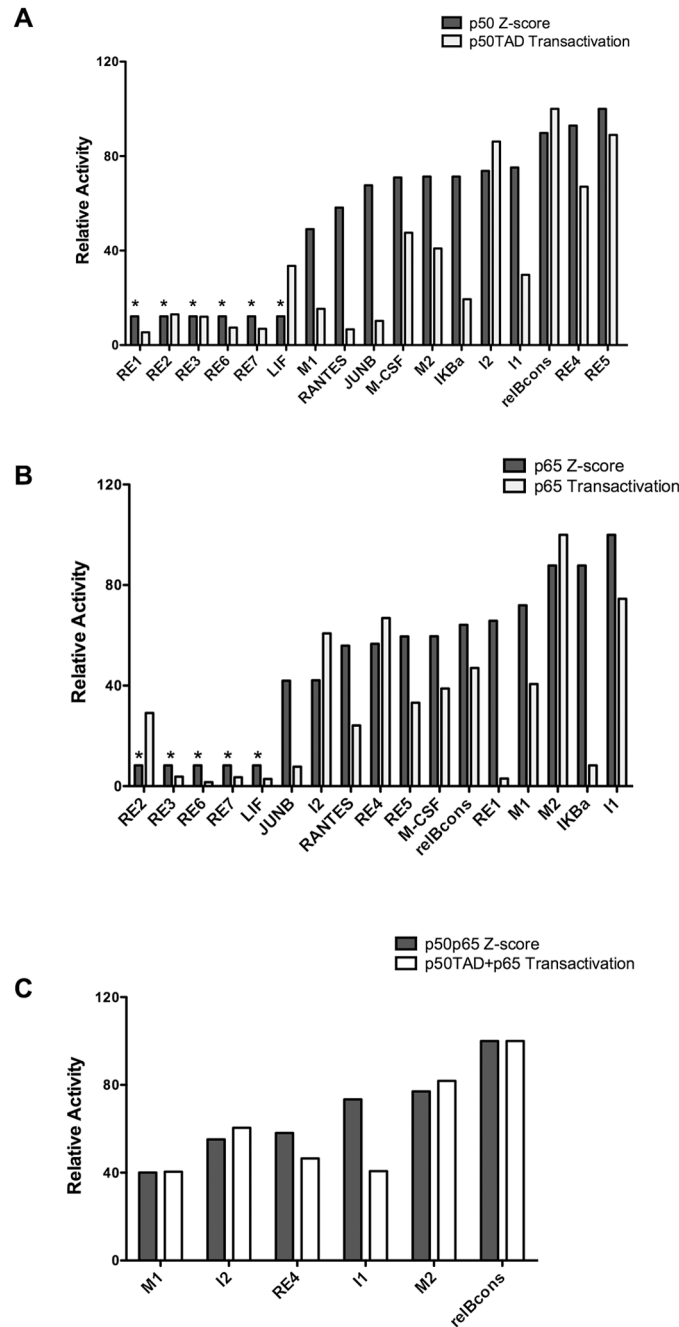 A
p50 Z-score
p50TAD Transactivation
Relative Activity
120
80
40
0
* * * * * *
RE1 RE2 RE3 RE6 RE7 LIF M1 RANTES JUNB M-CSF M2 IKBa I2 I1 relBcons RE4 RE5
B
p65 Z-score
p65 Transactivation
Relative Activity
120
80
40
0
* * * * *
RE2 RE3 RE6 RE7 LIF JUNB I2 RANTES RE4 RE5 M-CSF relBcons RE1 M1 M2 IKBa I1
p50p65 Z-score
p50TAD+p65 Transactivation
C
Relative Activity
120
80
40
0
M1 I2 RE4 I1 M2 relBcons